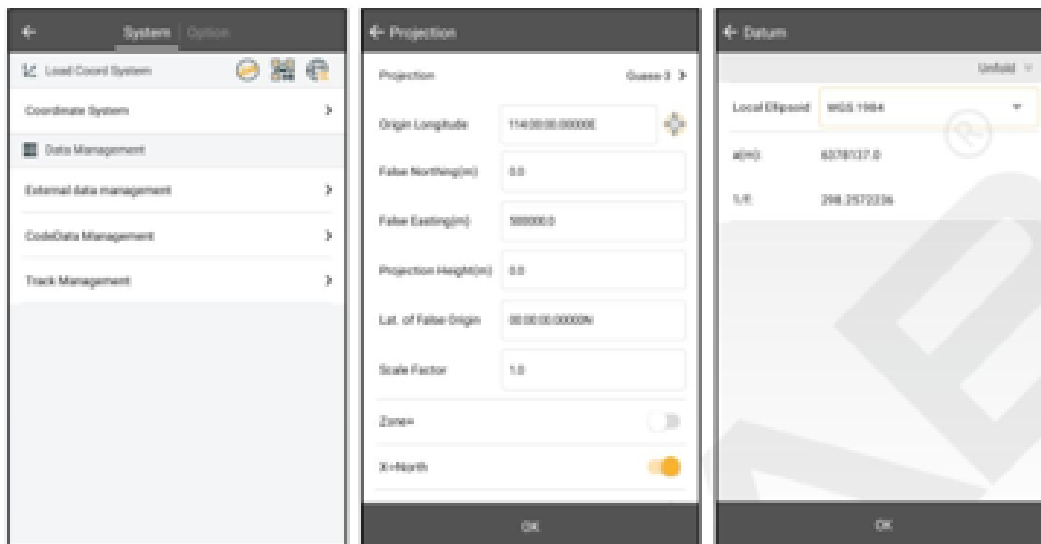 System | Option
Load Coord System
Coordinate System
Data Management
External data management
CodeData Management
Track Management
Projection
Projection Gauss-3
Origin Longitude 114:00:00.00000E
False Northing(m) 0.0
False Easting(m) 500000.0
Projection Height(m) 0.0
Lat. of False Origin 00:00:00.00000N
Scale Factor 1.0
Zone+
X=North
OK
Datum
Unfold
Local Ellipsoid WGS 1984
a(m): 6378137.0
1/f: 298.2572236
OK